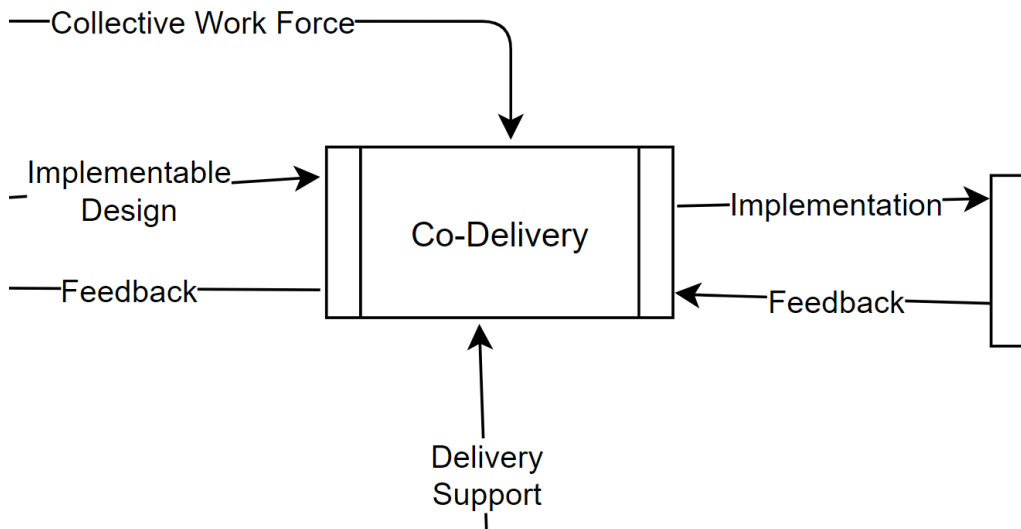 Collective Work Force
Implementable
Design
Co-Delivery
Implementation
Feedback
Feedback
Delivery
Support